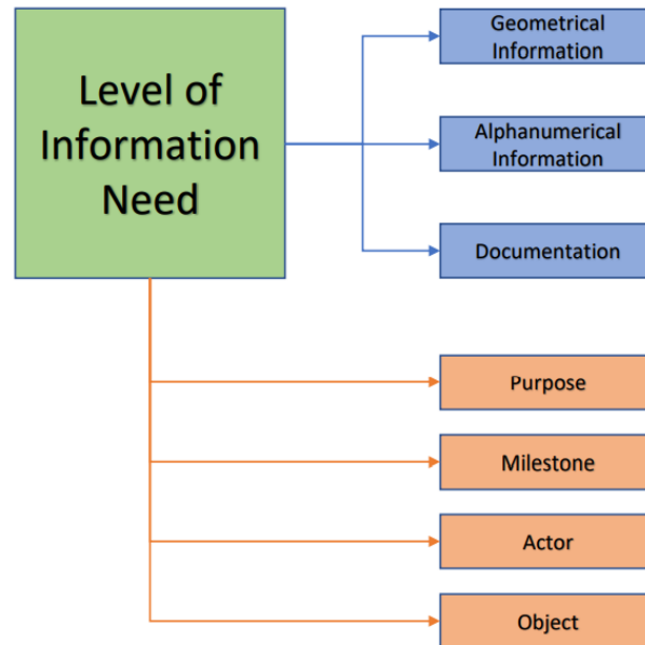 Level of
Information
Need
Geometrical
Information
Alphanumerical
Information
Documentation
Purpose
Milestone
Actor
Object